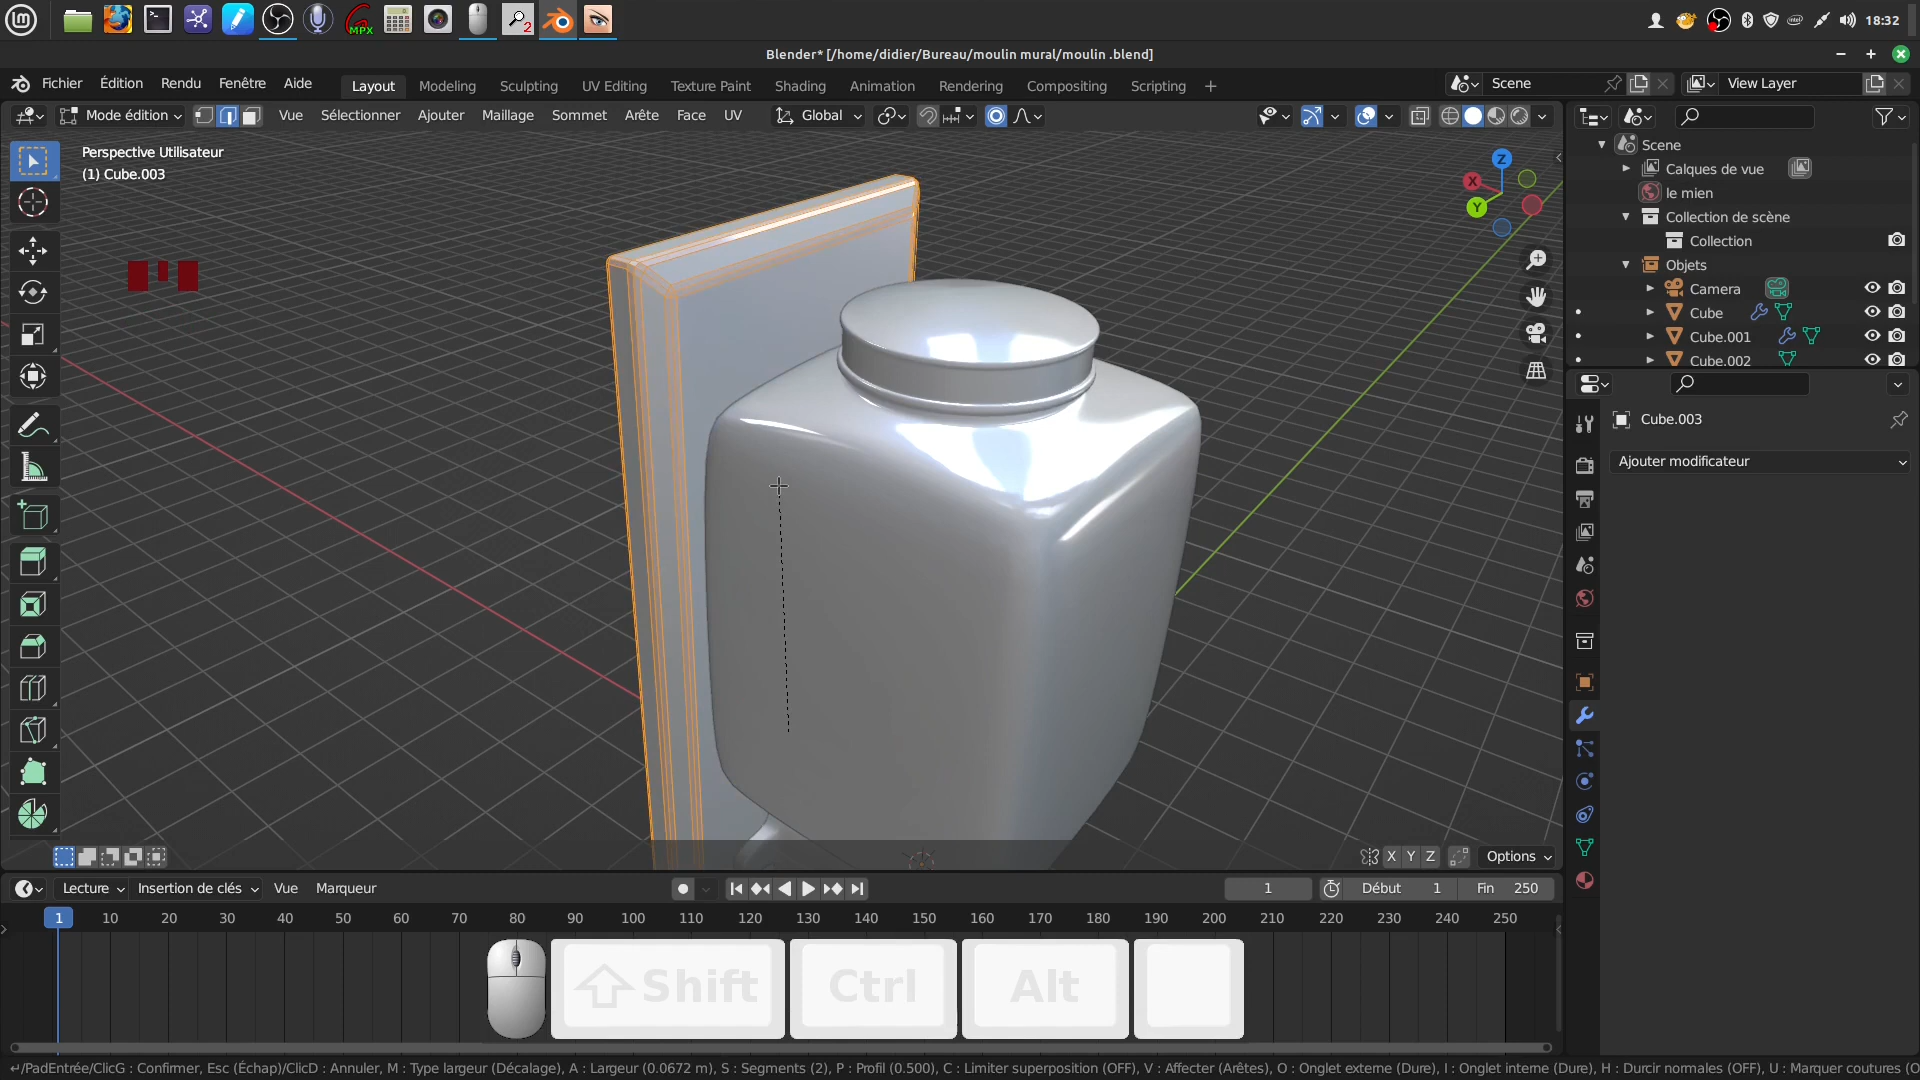 MPX
2
18:32
Blender* [/home/didier/Bureau/moulin mural/moulin .blend]
Fichier Édition Rendu Fenêtre Aide Layout Modeling Sculpting UV Editing Texture Paint Shading Animation Rendering Compositing Scripting + Scene View Layer
Mode édition Vue Sélectionner Ajouter Maillage Sommet Arête Face UV Global
Perspective Utilisateur
(1) Cube.003
Z
X
Y
Scene
Calques de vue
le mien
Collection de scène
Collection
Objets
Camera
Cube
Cube.001
Cube.002
Cube.003
Ajouter modificateur
X Y Z Options
Lecture Insertion de clés Vue Marqueur 1 Début 1 Fin 250
1 10 20 30 40 50 60 70 80 90 100 110 120 130 140 150 160 170 180 190 200 210 220 230 240 250
Shift Ctrl Alt
↵/PadEntrée/ClicG : Confirmer, Esc (Échap)/ClicD : Annuler, M : Type largeur (Décalage), A : Largeur (0.0672 m), S : Segments (2), P : Profil (0.500), C : Limiter superposition (OFF), V : Affecter (Arêtes), O : Onglet externe (Dure), I : Onglet interne (Dure), H : Durcir normales (OFF), U : Marquer coutures (O